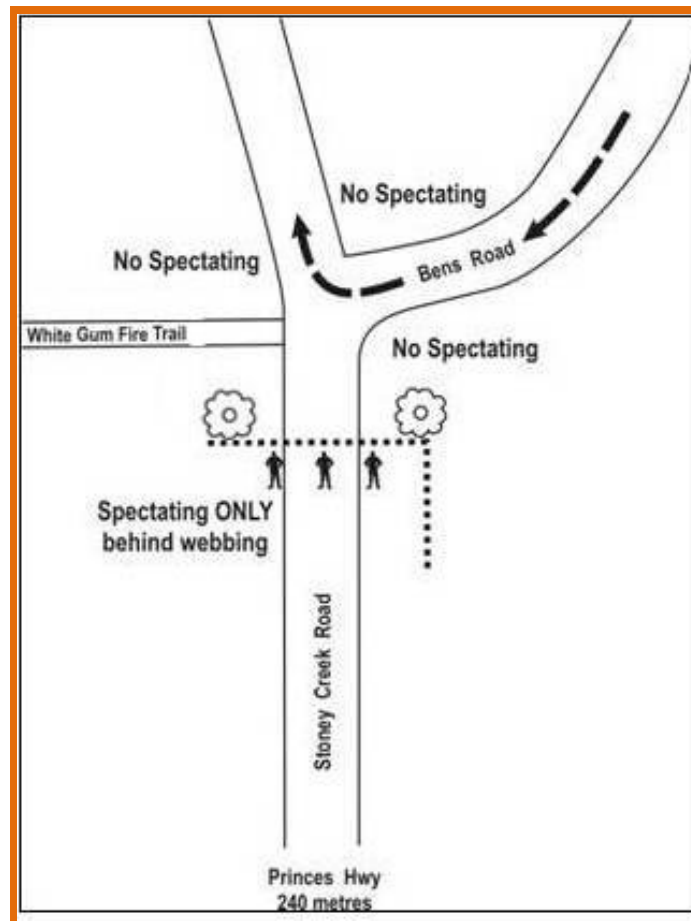 No Spectating
No Spectating
Bens Road
White Gum Fire Trail
No Spectating
Spectating ONLY
behind webbing
Stoney Creek Road
Princes Hwy
240 metres